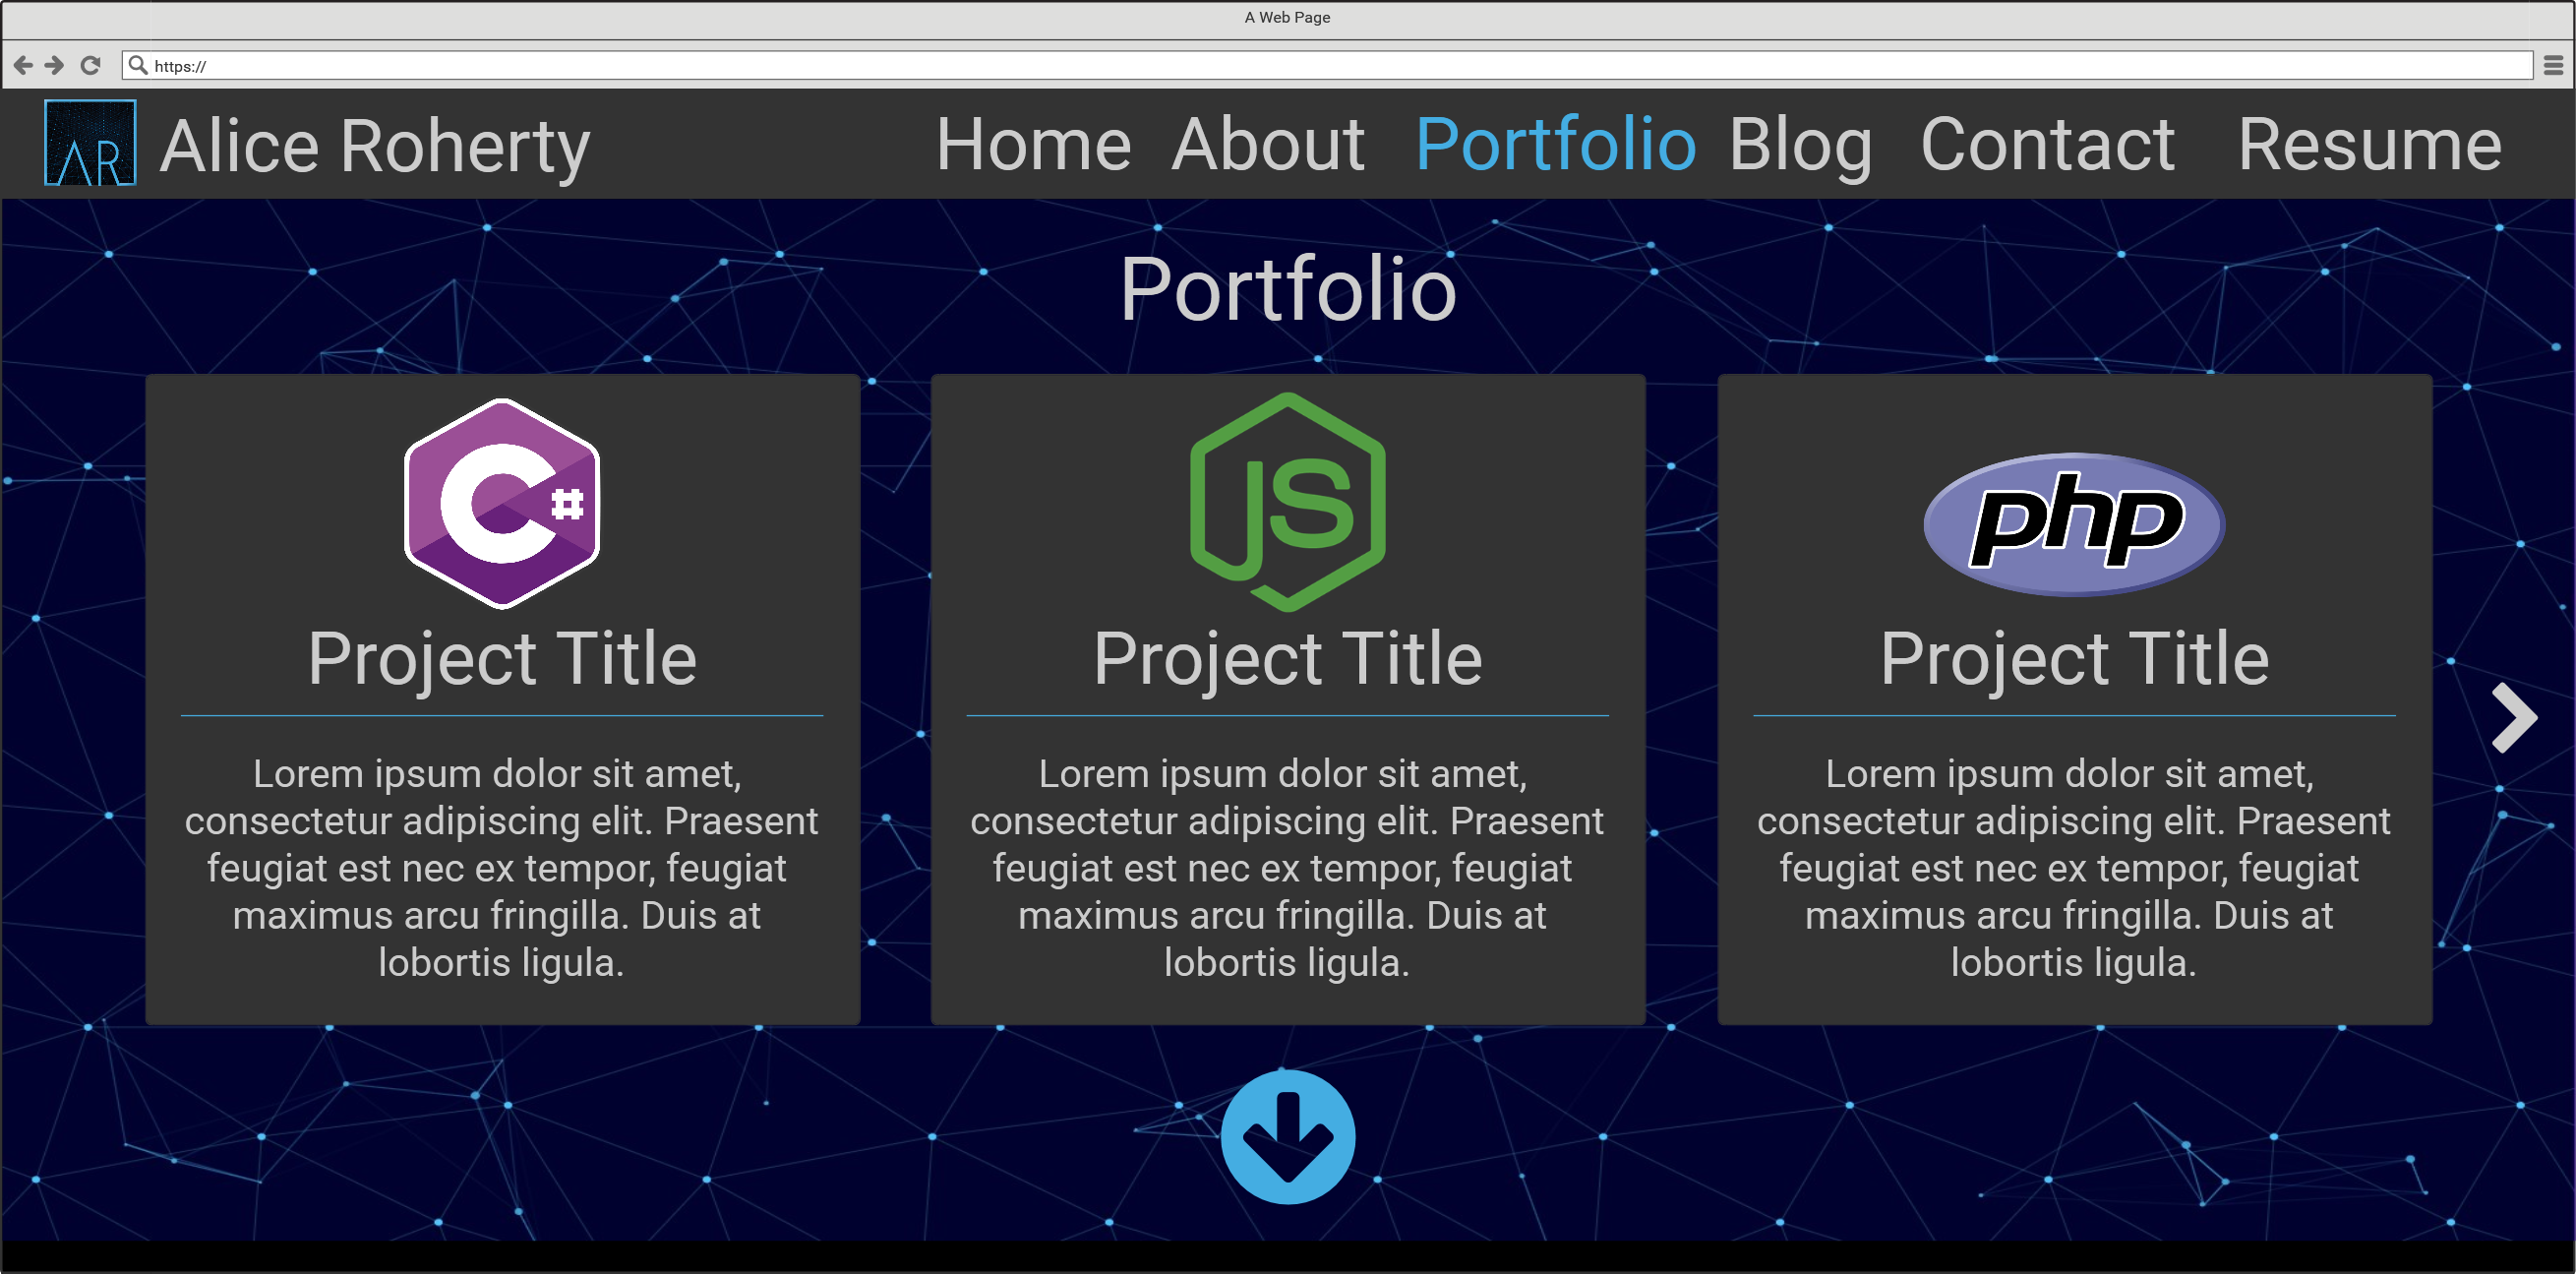 A Web Page
https://
AR
Alice Roherty
Home About Portfolio Blog Contact Resume
Portfolio
C#
Project Title
Lorem ipsum dolor sit amet,
consectetur adipiscing elit. Praesent
feugiat est nec ex tempor, feugiat
maximus arcu fringilla. Duis at
lobortis ligula.
JS
Project Title
Lorem ipsum dolor sit amet,
consectetur adipiscing elit. Praesent
feugiat est nec ex tempor, feugiat
maximus arcu fringilla. Duis at
lobortis ligula.
php
Project Title
Lorem ipsum dolor sit amet,
consectetur adipiscing elit. Praesent
feugiat est nec ex tempor, feugiat
maximus arcu fringilla. Duis at
lobortis ligula.